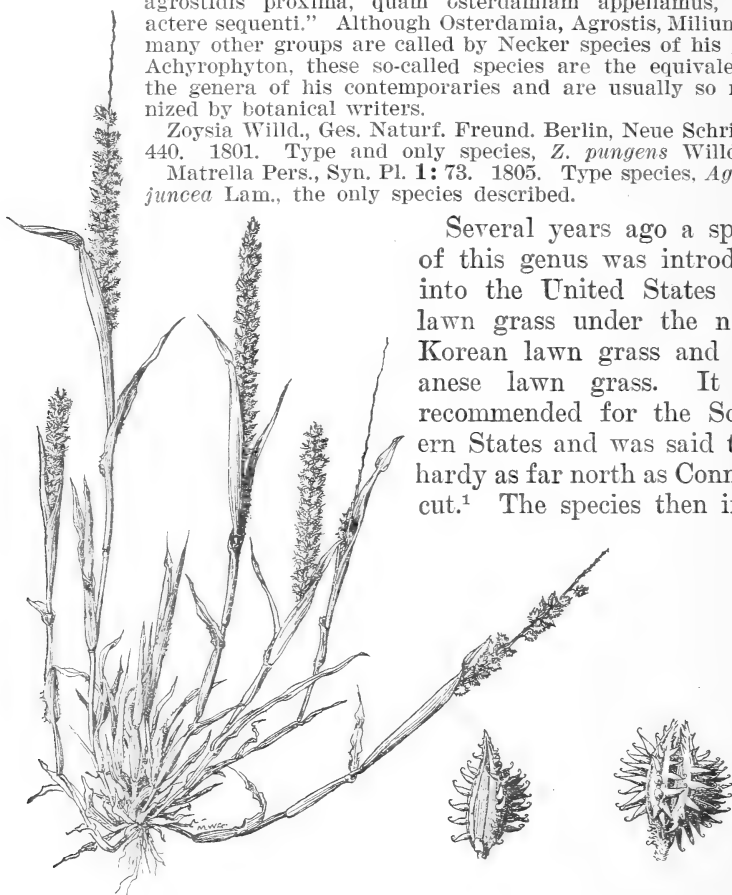 agrostidis proxima, quam osterdamiam appellamus,
actere sequenti." Although Osterdamia, Agrostis, Milium
many other groups are called by Necker species of his
Achyrophyton, these so-called species are the equivale
the genera of his contemporaries and are usually so
nized by botanical writers.
Zoysia Willd., Ges. Naturf. Freund. Berlin, Neue Schri
440. 1801. Type and only species, Z. pungens Willd
Matrella Pers., Syn. Pl. 1: 73. 1805. Type species, Ag
juncea Lam., the only species described.
Several years ago a sp
of this genus was introd
into the United States
lawn grass under the n
Korean lawn grass and
anese lawn grass. It
recommended for the So
ern States and was said t
hardy as far north as Conn
cut.¹ The species then i